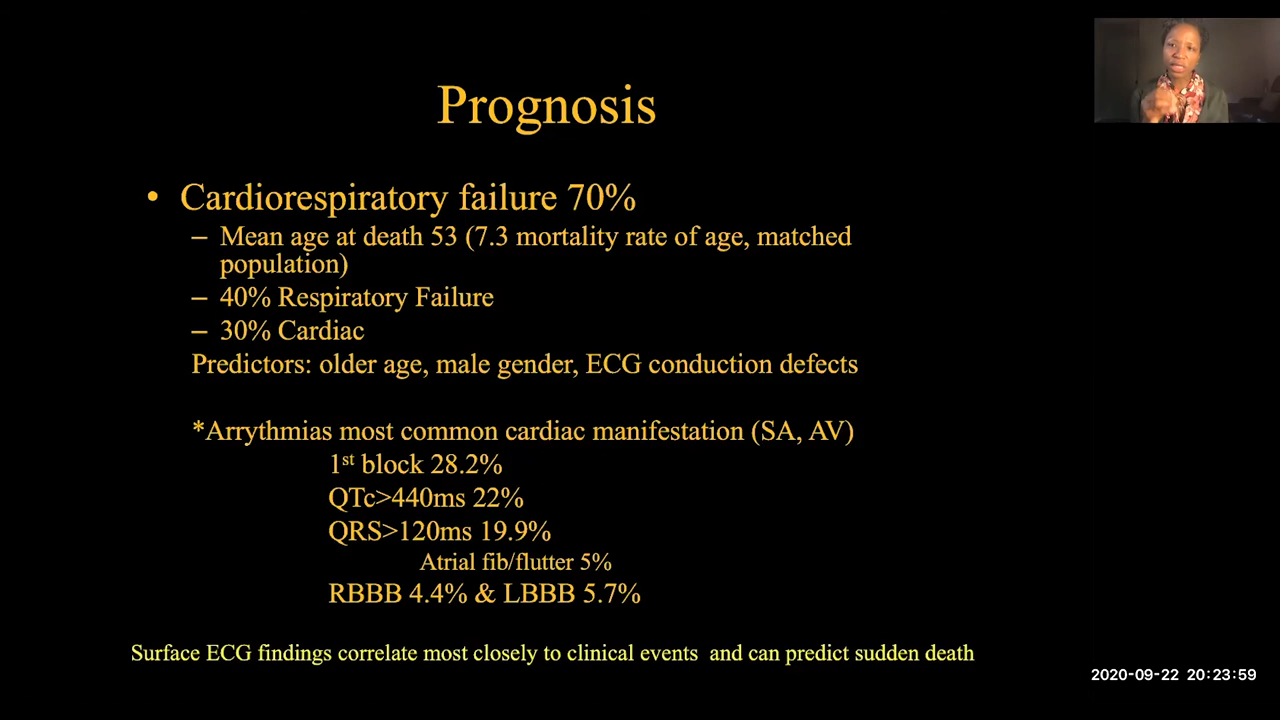 Prognosis
• Cardiorespiratory failure 70%
– Mean age at death 53 (7.3 mortality rate of age, matched
population)
– 40% Respiratory Failure
– 30% Cardiac
Predictors: older age, male gender, ECG conduction defects
*Arrythmias most common cardiac manifestation (SA, AV)
1st block 28.2%
QTc>440ms 22%
QRS>120ms 19.9%
Atrial fib/flutter 5%
RBBB 4.4% & LBBB 5.7%
Surface ECG findings correlate most closely to clinical events and can predict sudden death
2020-09-22 20:23:59